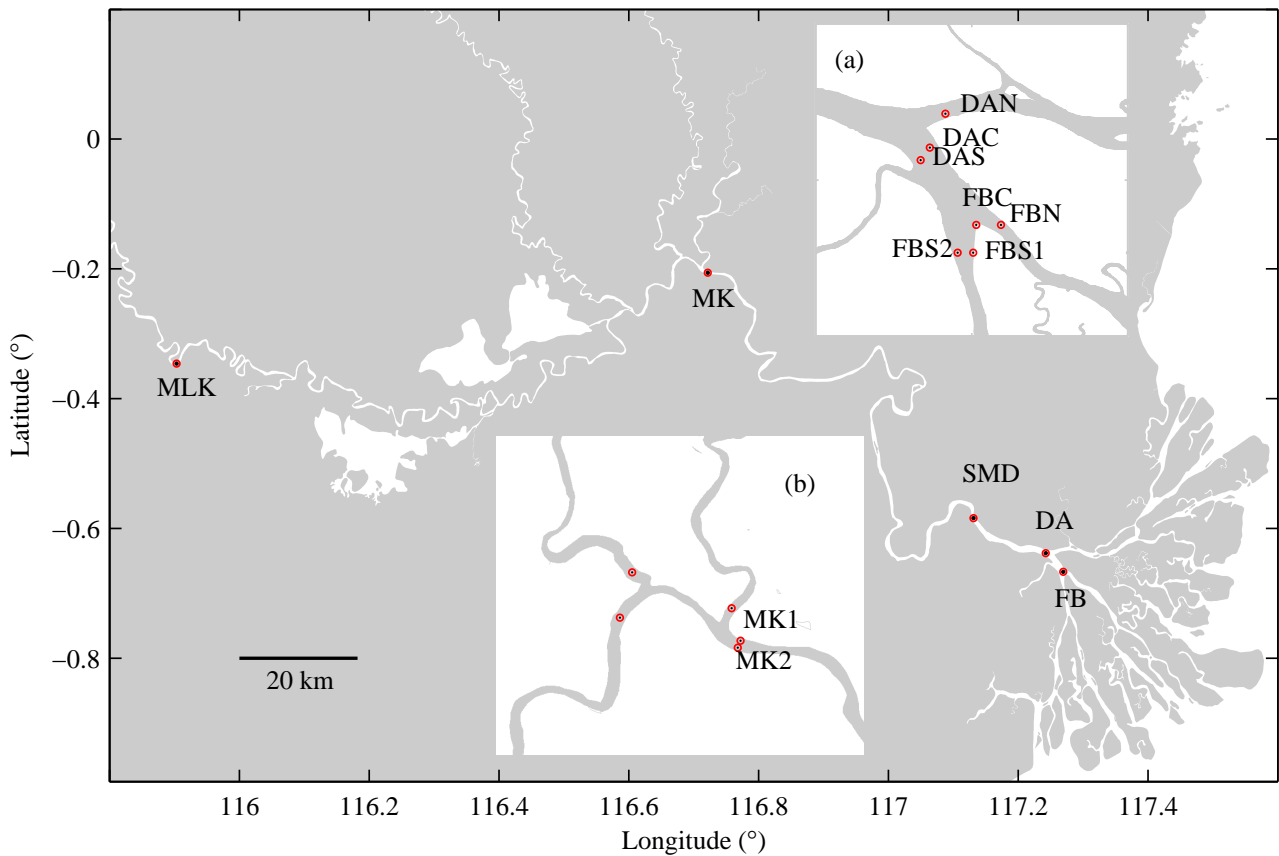 (a)
DAN
DAC
DAS
FBC
FBN
FBS2
FBS1
MK
MLK
(b)
MK1
MK2
SMD
DA
FB
20 km
0
−0.2
−0.4
−0.6
−0.8
Latitude (°)
116
116.2
116.4
116.6
116.8
117
117.2
117.4
Longitude (°)